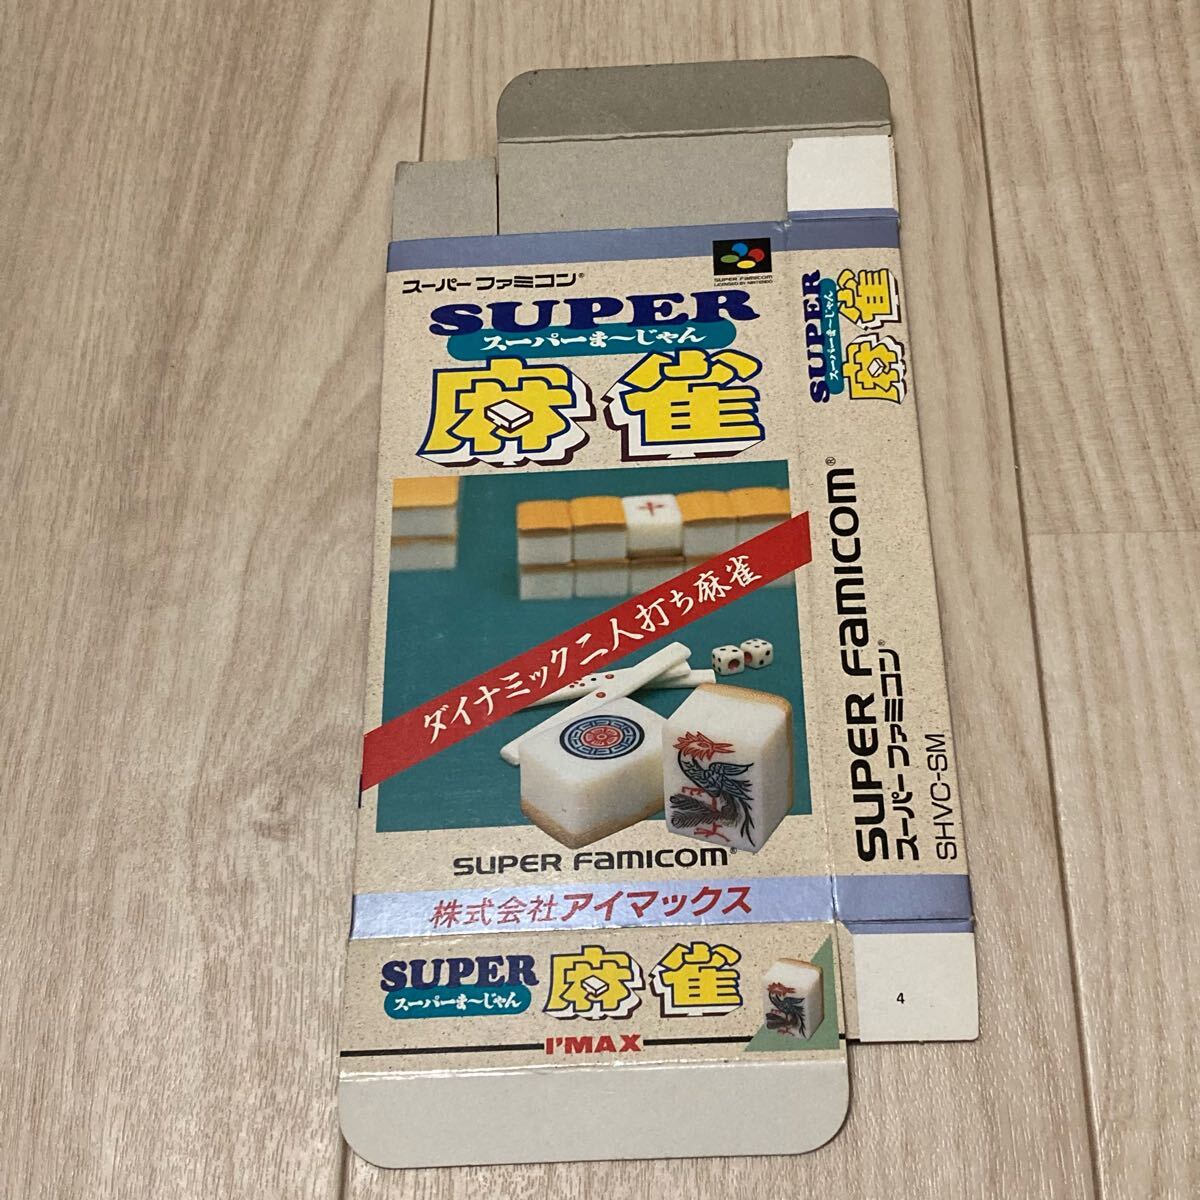 スーパーファミコン®
SUPER FAMICOM
LICENSED BY NINTENDO
SUPER
スーパーま～じゃん
麻雀
ダイナミック二人打ち麻雀
SUPER FAMICOM®
株式会社アイマックス
SUPER
スーパーま～じゃん
麻雀
I'MAX
SUPER
スーパーま～じゃん
麻雀
SUPER FAMICOM®
スーパーファミコン®
SHVC-SM
4